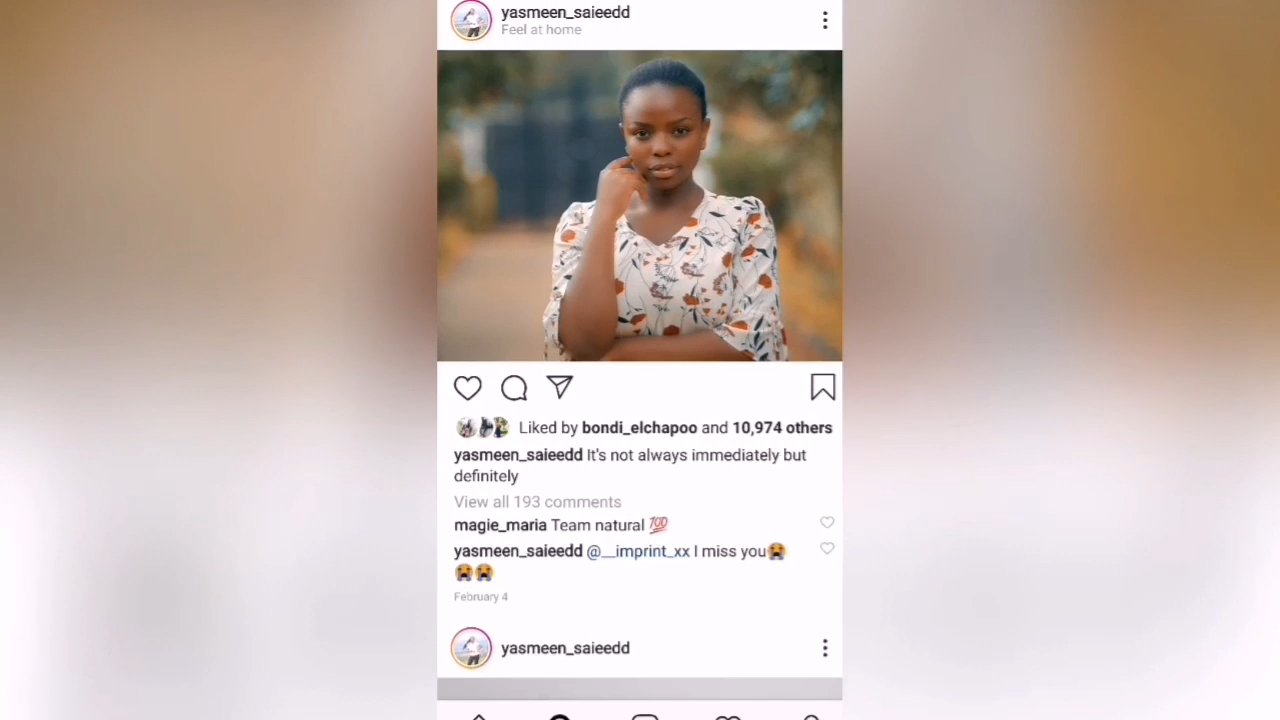 yasmeen_saieedd
Feel at home
Liked by bondi_elchapoo and 10,974 others
yasmeen_saieedd It's not always immediately but
definitely
View all 193 comments
magie_maria Team natural 💯
yasmeen_saieedd @__imprint_xx I miss you😭
😭😭
February 4
yasmeen_saieedd